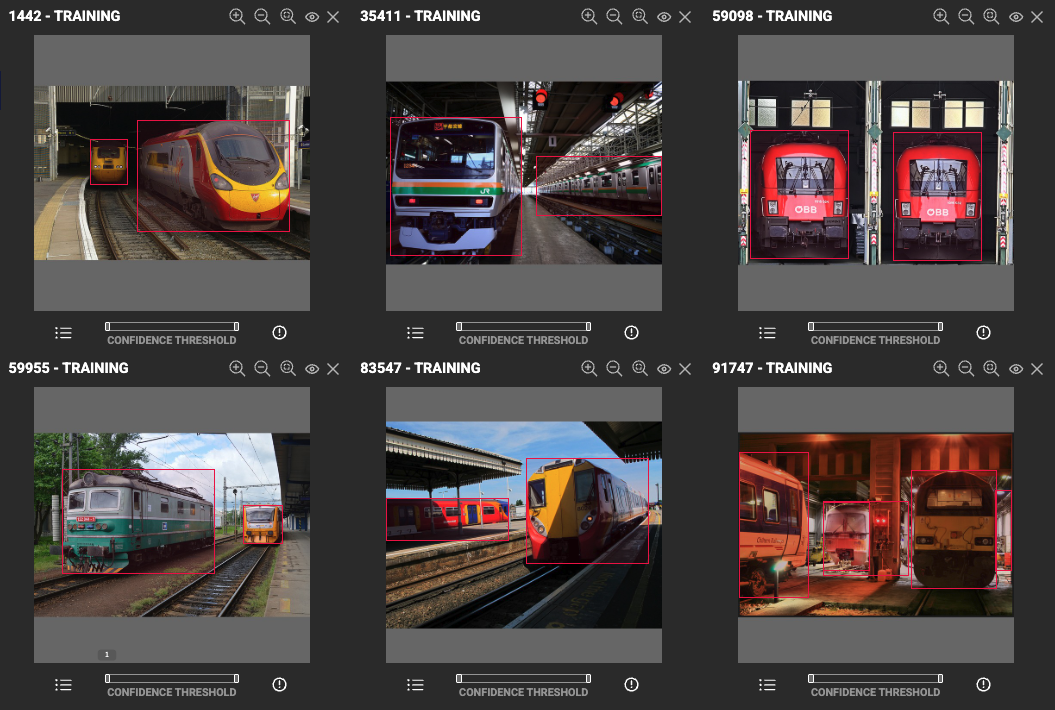 1442 - TRAINING
35411 - TRAINING
59098 - TRAINING
JR
ÖBB
ÖBB
CONFIDENCE THRESHOLD
CONFIDENCE THRESHOLD
CONFIDENCE THRESHOLD
59955 - TRAINING
83547 - TRAINING
91747 - TRAINING
1
CONFIDENCE THRESHOLD
CONFIDENCE THRESHOLD
CONFIDENCE THRESHOLD